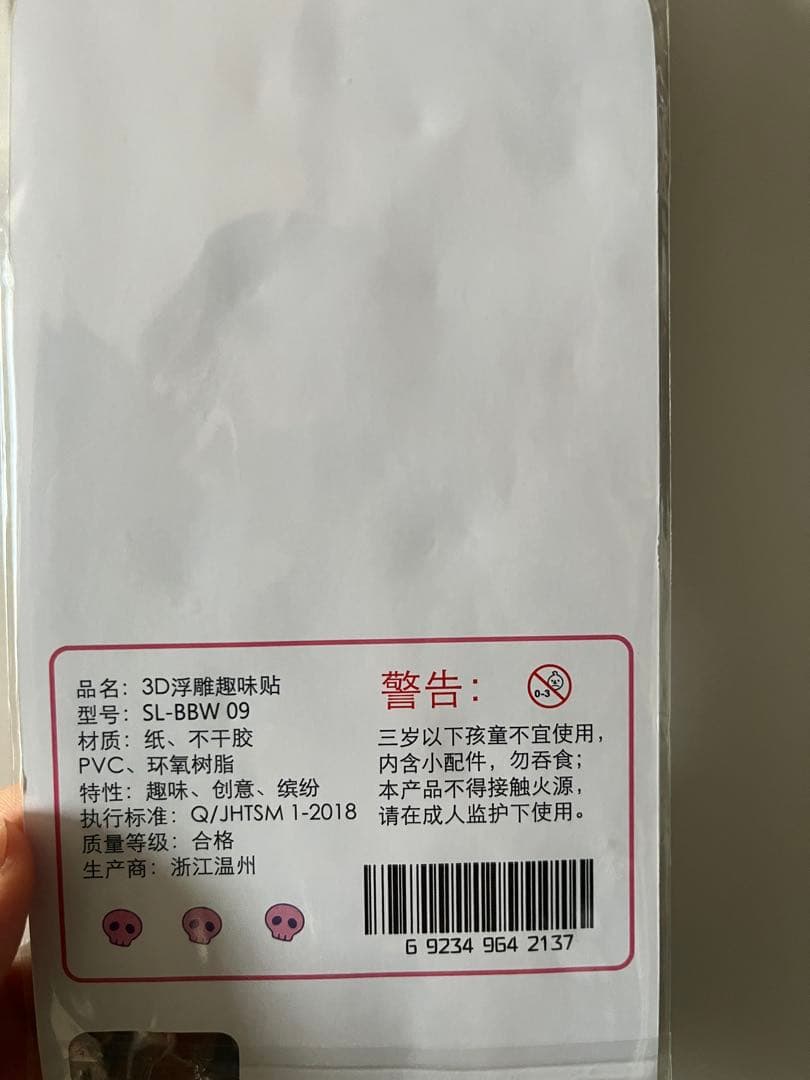 品名：3D浮雕趣味贴
型号：SL-BBW 09
材质：纸、不干胶
PVC、环氧树脂
特性：趣味、创意、缤纷
执行标准：Q/JHTSM 1-2018
质量等级：合格
生产商：浙江温州
警告：
0-3
三岁以下孩童不宜使用，
内含小配件，勿吞食；
本产品不得接触火源，
请在成人监护下使用。
6 9234 964 2137